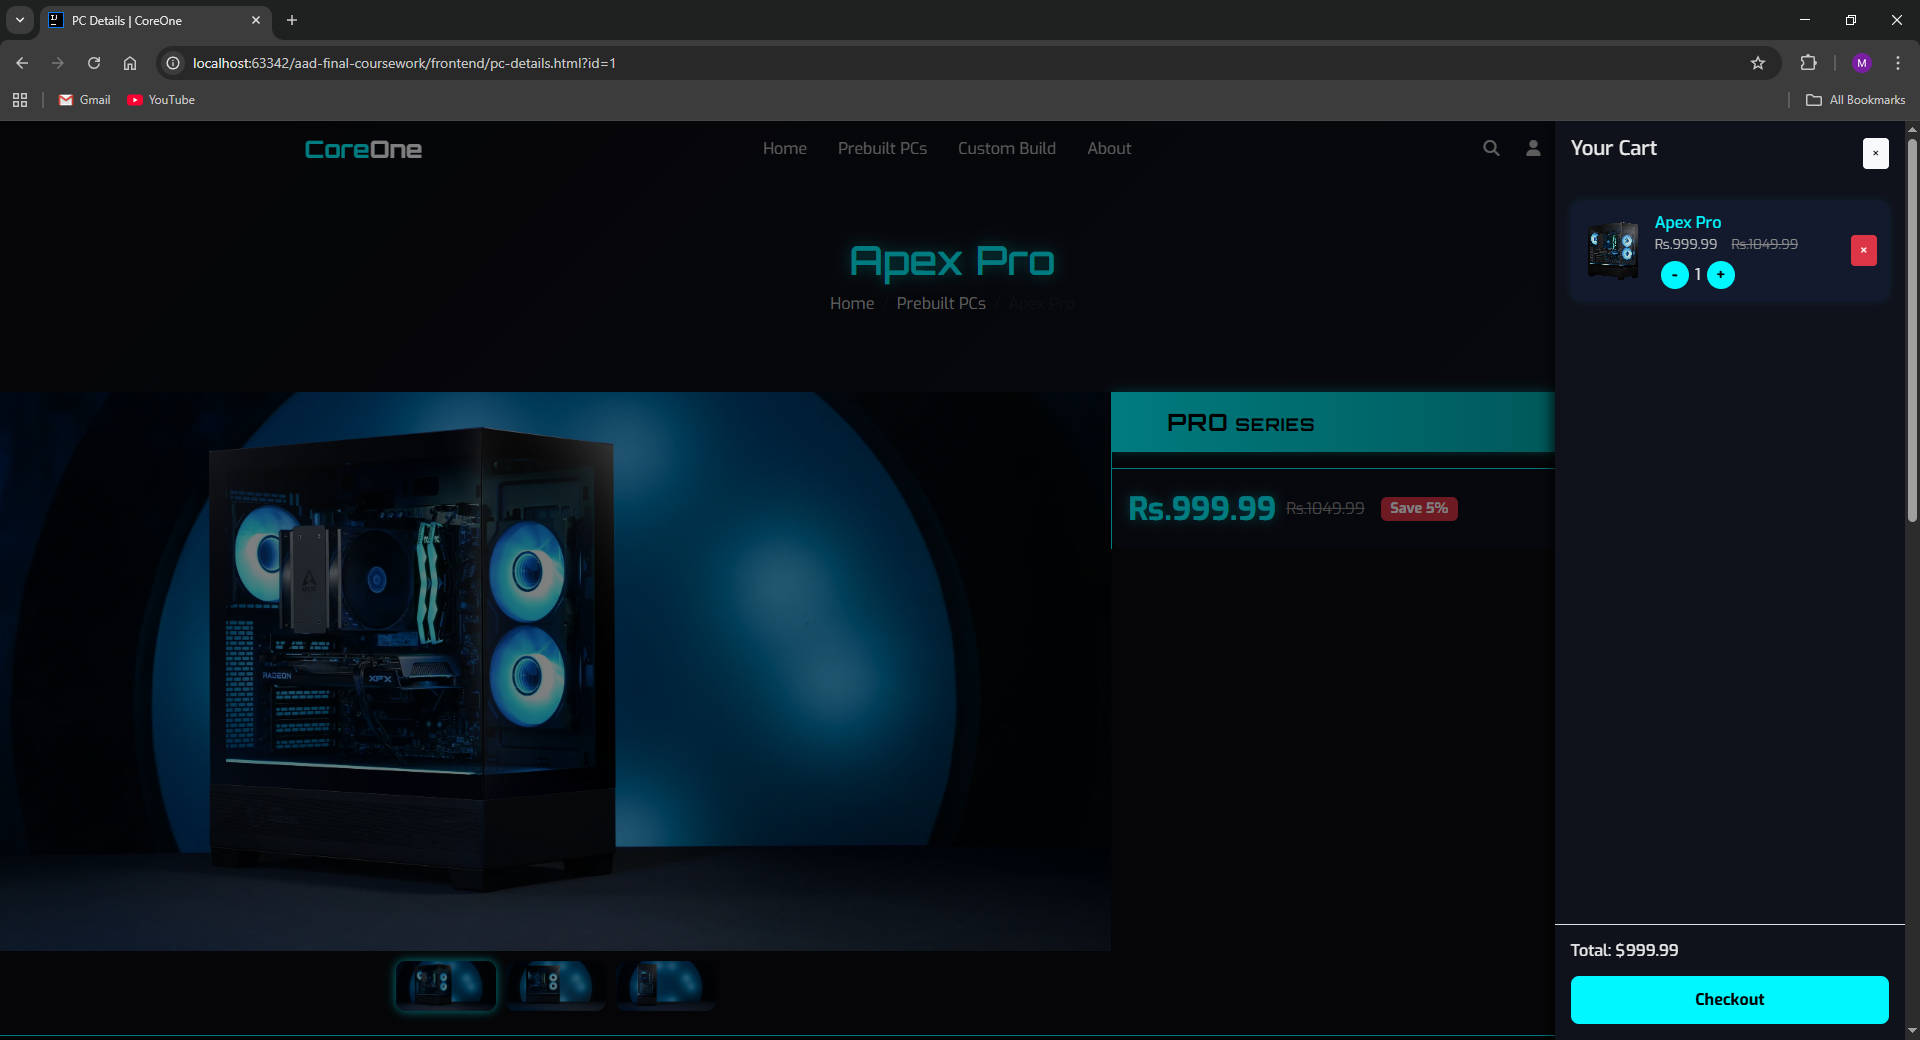 PC Details | CoreOne
localhost:63342/aad-final-coursework/frontend/pc-details.html?id=1
M
Gmail
YouTube
All Bookmarks
CoreOne
Home
Prebuilt PCs
Custom Build
About
Apex Pro
Home / Prebuilt PCs / Apex Pro
PRO SERIES
Rs.999.99 Rs.1049.99 Save 5%
RADEON
XFX
Your Cart
×
Apex Pro
Rs.999.99 Rs.1049.99
×
- 1 +
Total: $999.99
Checkout